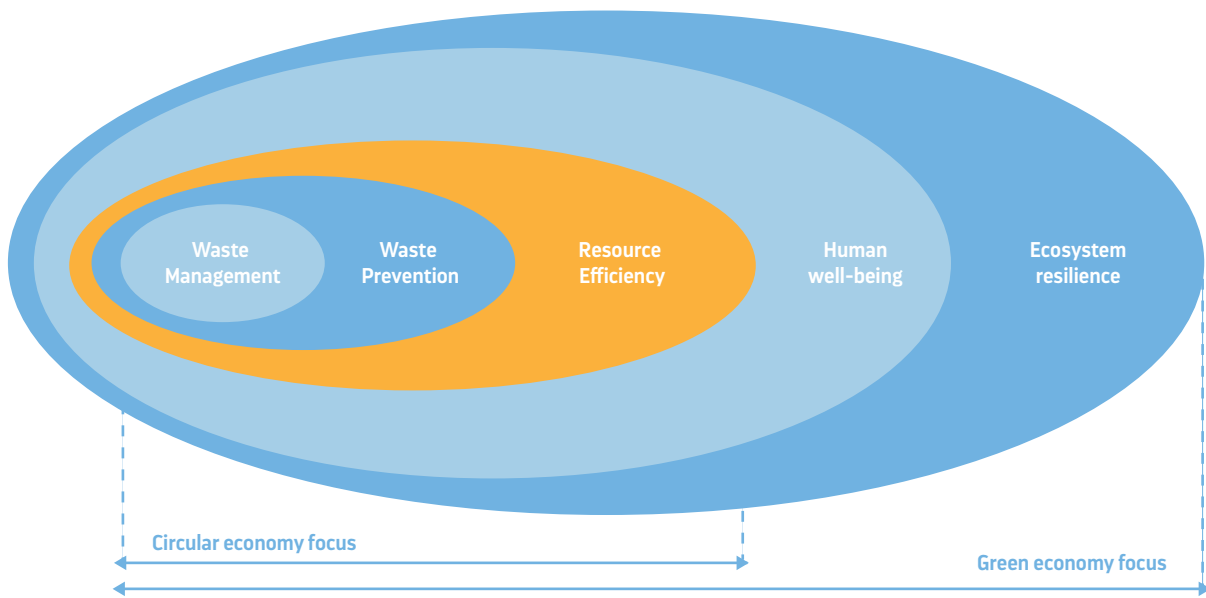 Waste
Management
Waste
Prevention
Resource
Efficiency
Human
well-being
Ecosystem
resilience
Circular economy focus
Green economy focus